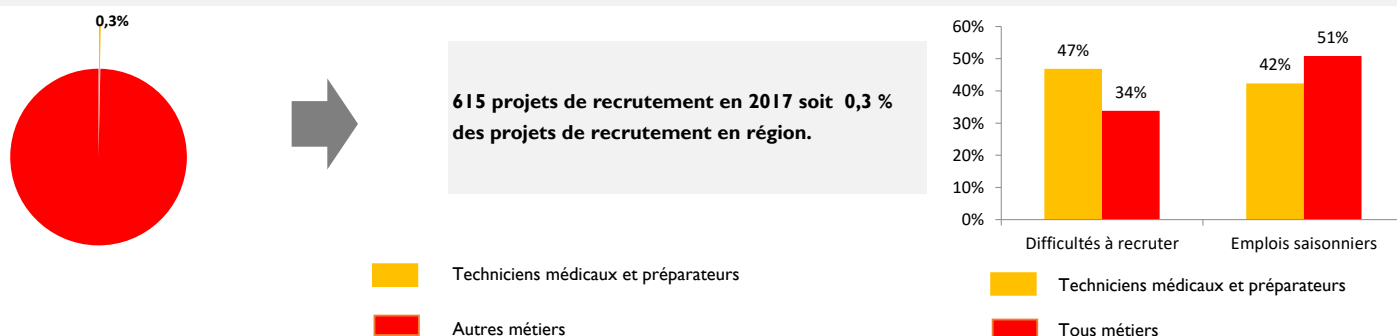 0,3%
615 projets de recrutement en 2017 soit 0,3 %
des projets de recrutement en région.
Techniciens médicaux et préparateurs
Autres métiers
60%
50%
40%
30%
20%
10%
0%
47%
34%
42%
51%
Difficultés à recruter
Emplois saisonniers
Techniciens médicaux et préparateurs
Tous métiers